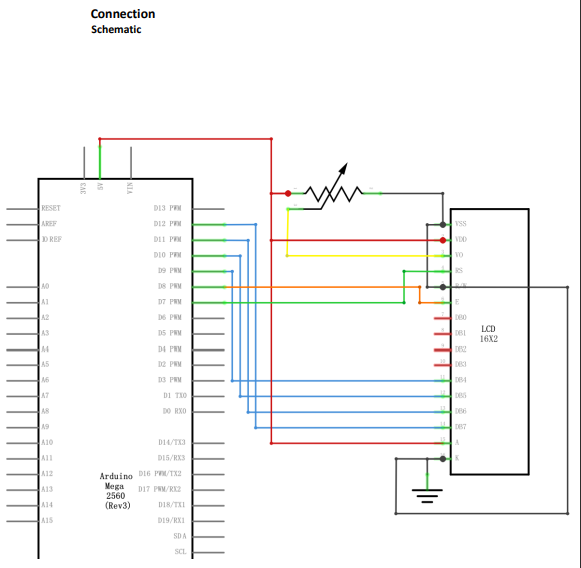 Connection
Schematic
3V3
5V
VIN
RESET
AREF
IOREF
A0
A1
A2
A3
A4
A5
A6
A7
A8
A9
A10
A11
A12
A13
A14
A15
D13 PWM
D12 PWM
D11 PWM
D10 PWM
D9 PWM
D8 PWM
D7 PWM
D6 PWM
D5 PWM
D4 PWM
D2 PWM
D3 PWM
D1 TX0
D0 RX0
D14/TX3
D15/RX3
D16 PWM/TX2
D17 PWM/RX2
D18/TX1
D19/RX1
SDA
SCL
Arduino
Mega
2560
(Rev3)
VSS
VDD
VO
RS
R/W
E
DB0
DB1
DB2
DB3
DB4
DB5
DB6
DB7
A
K
LCD
16X2